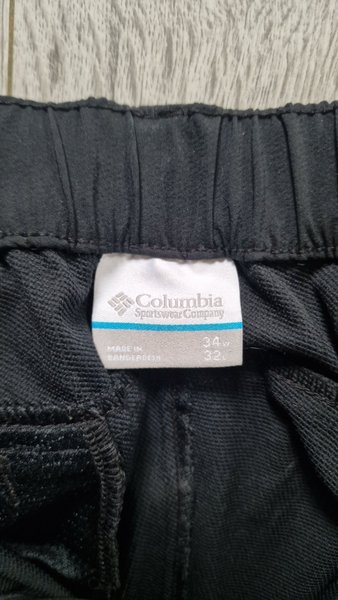 Columbia
Sportswear Company
MADE IN
BANGLADESH
34 W
32 L